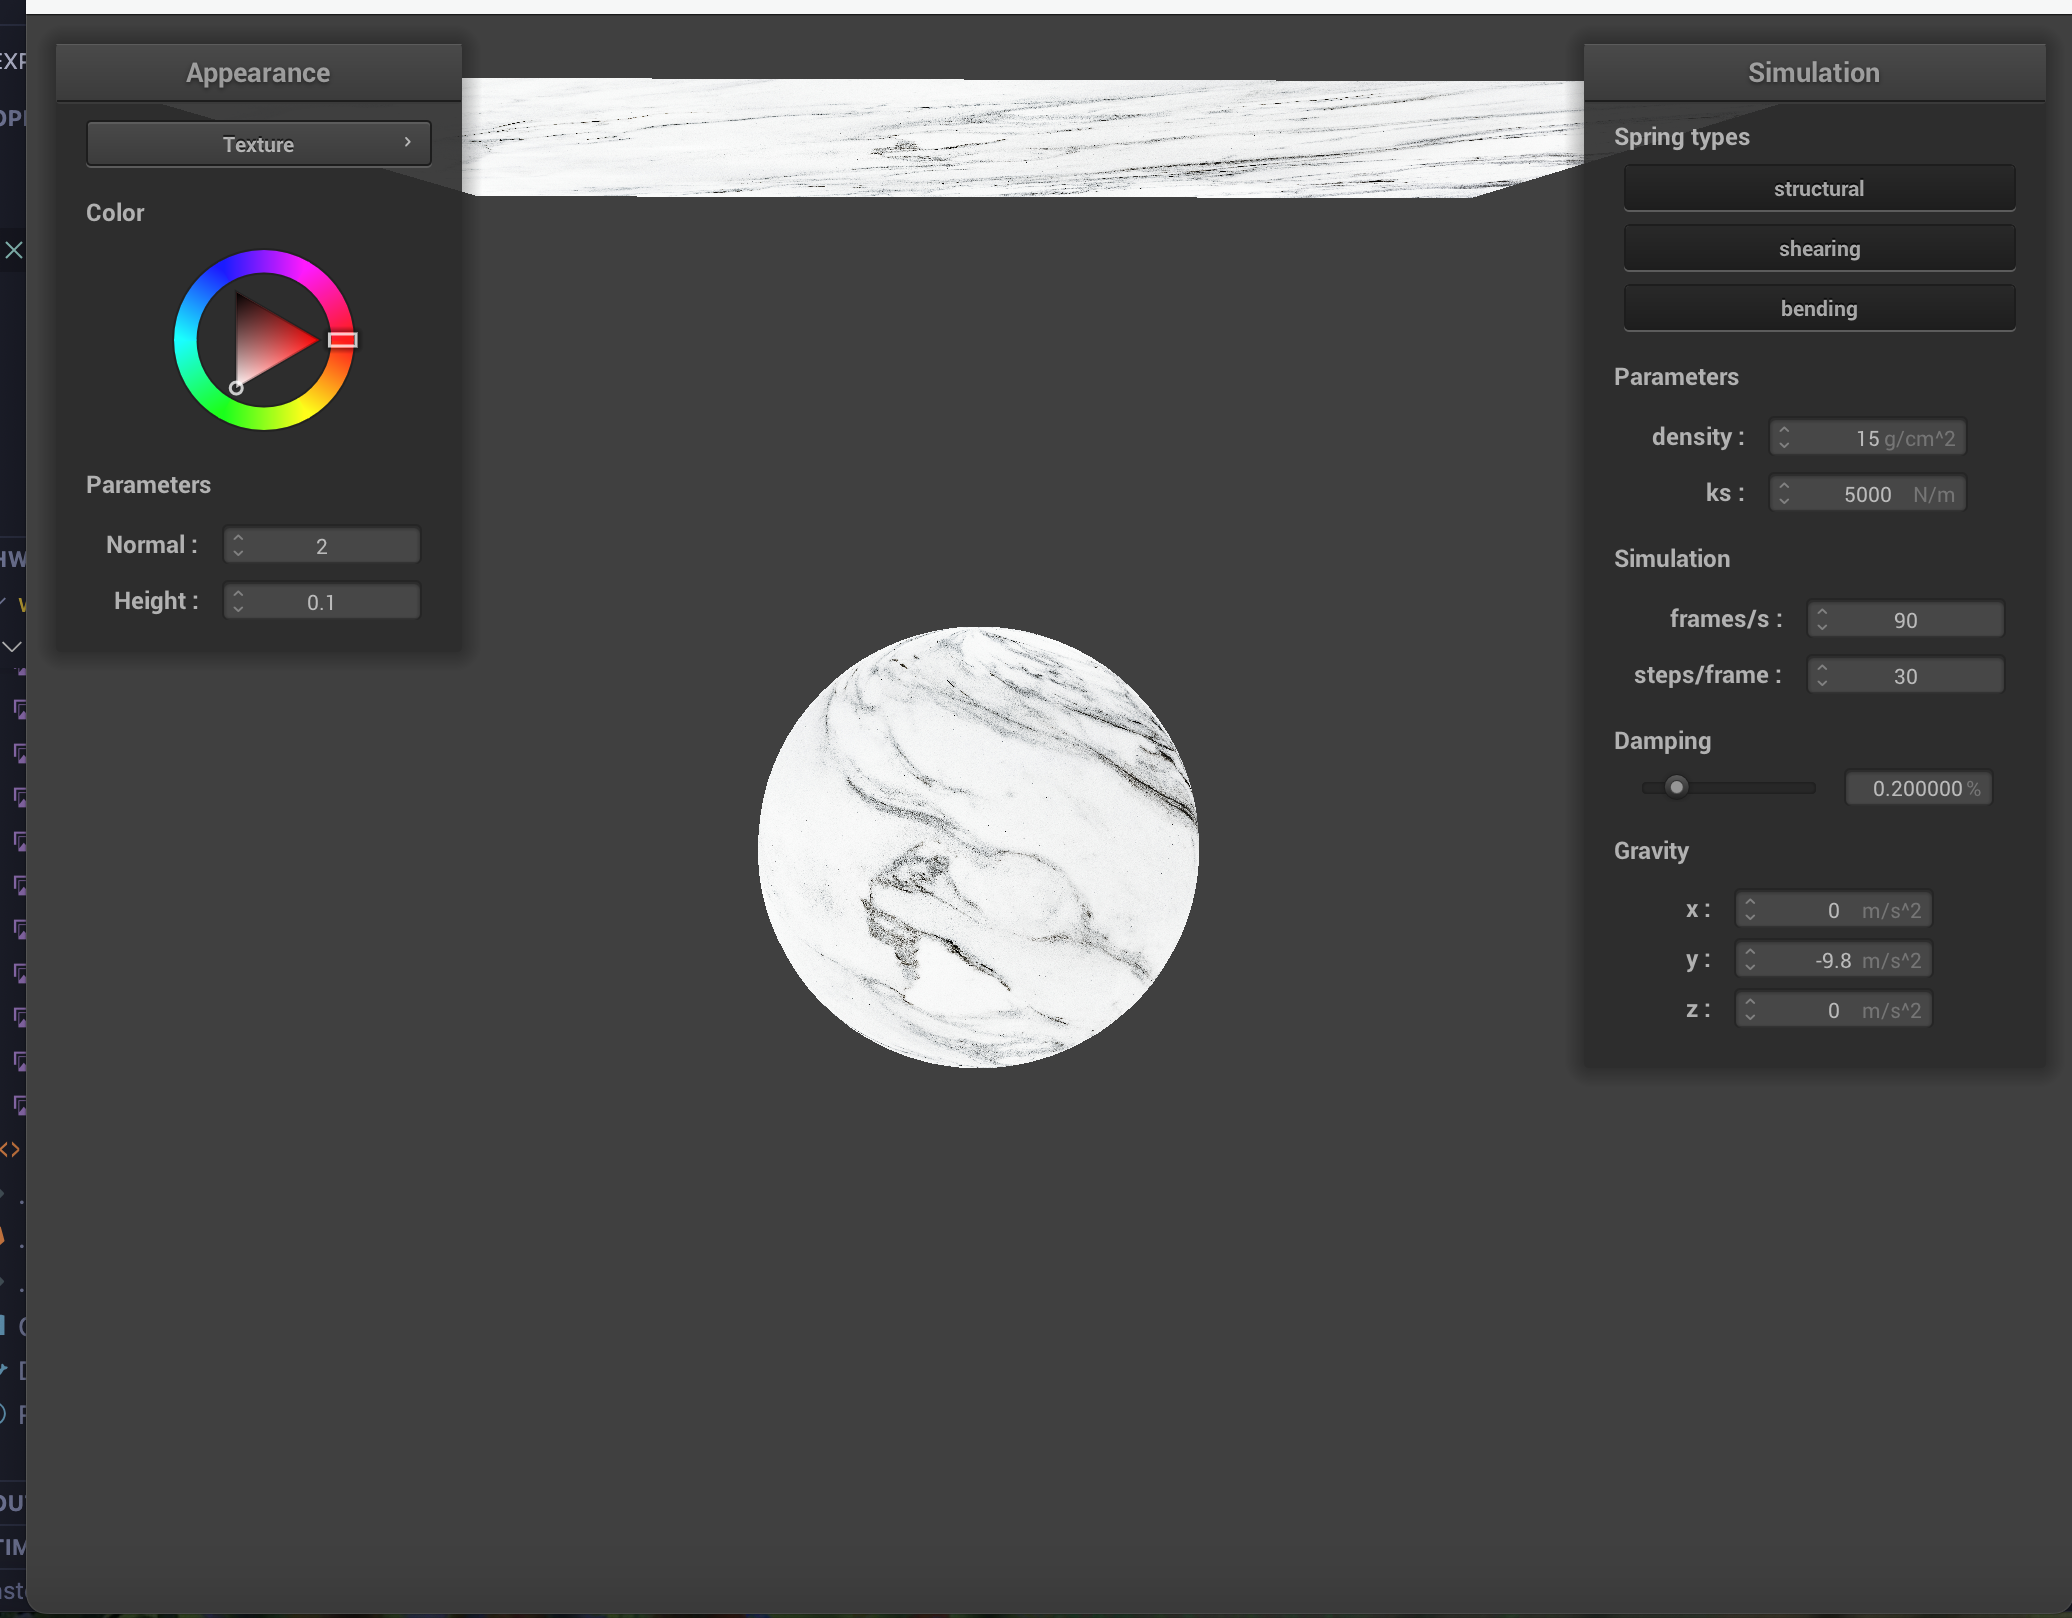 Appearance
Texture
Color
Parameters
Normal :
2
Height :
0.1
Simulation
Spring types
structural
shearing
bending
Parameters
density :
15 g/cm^2
ks :
5000 N/m
Simulation
frames/s :
90
steps/frame :
30
Damping
0.200000 %
Gravity
x :
0 m/s^2
y :
-9.8 m/s^2
z :
0 m/s^2